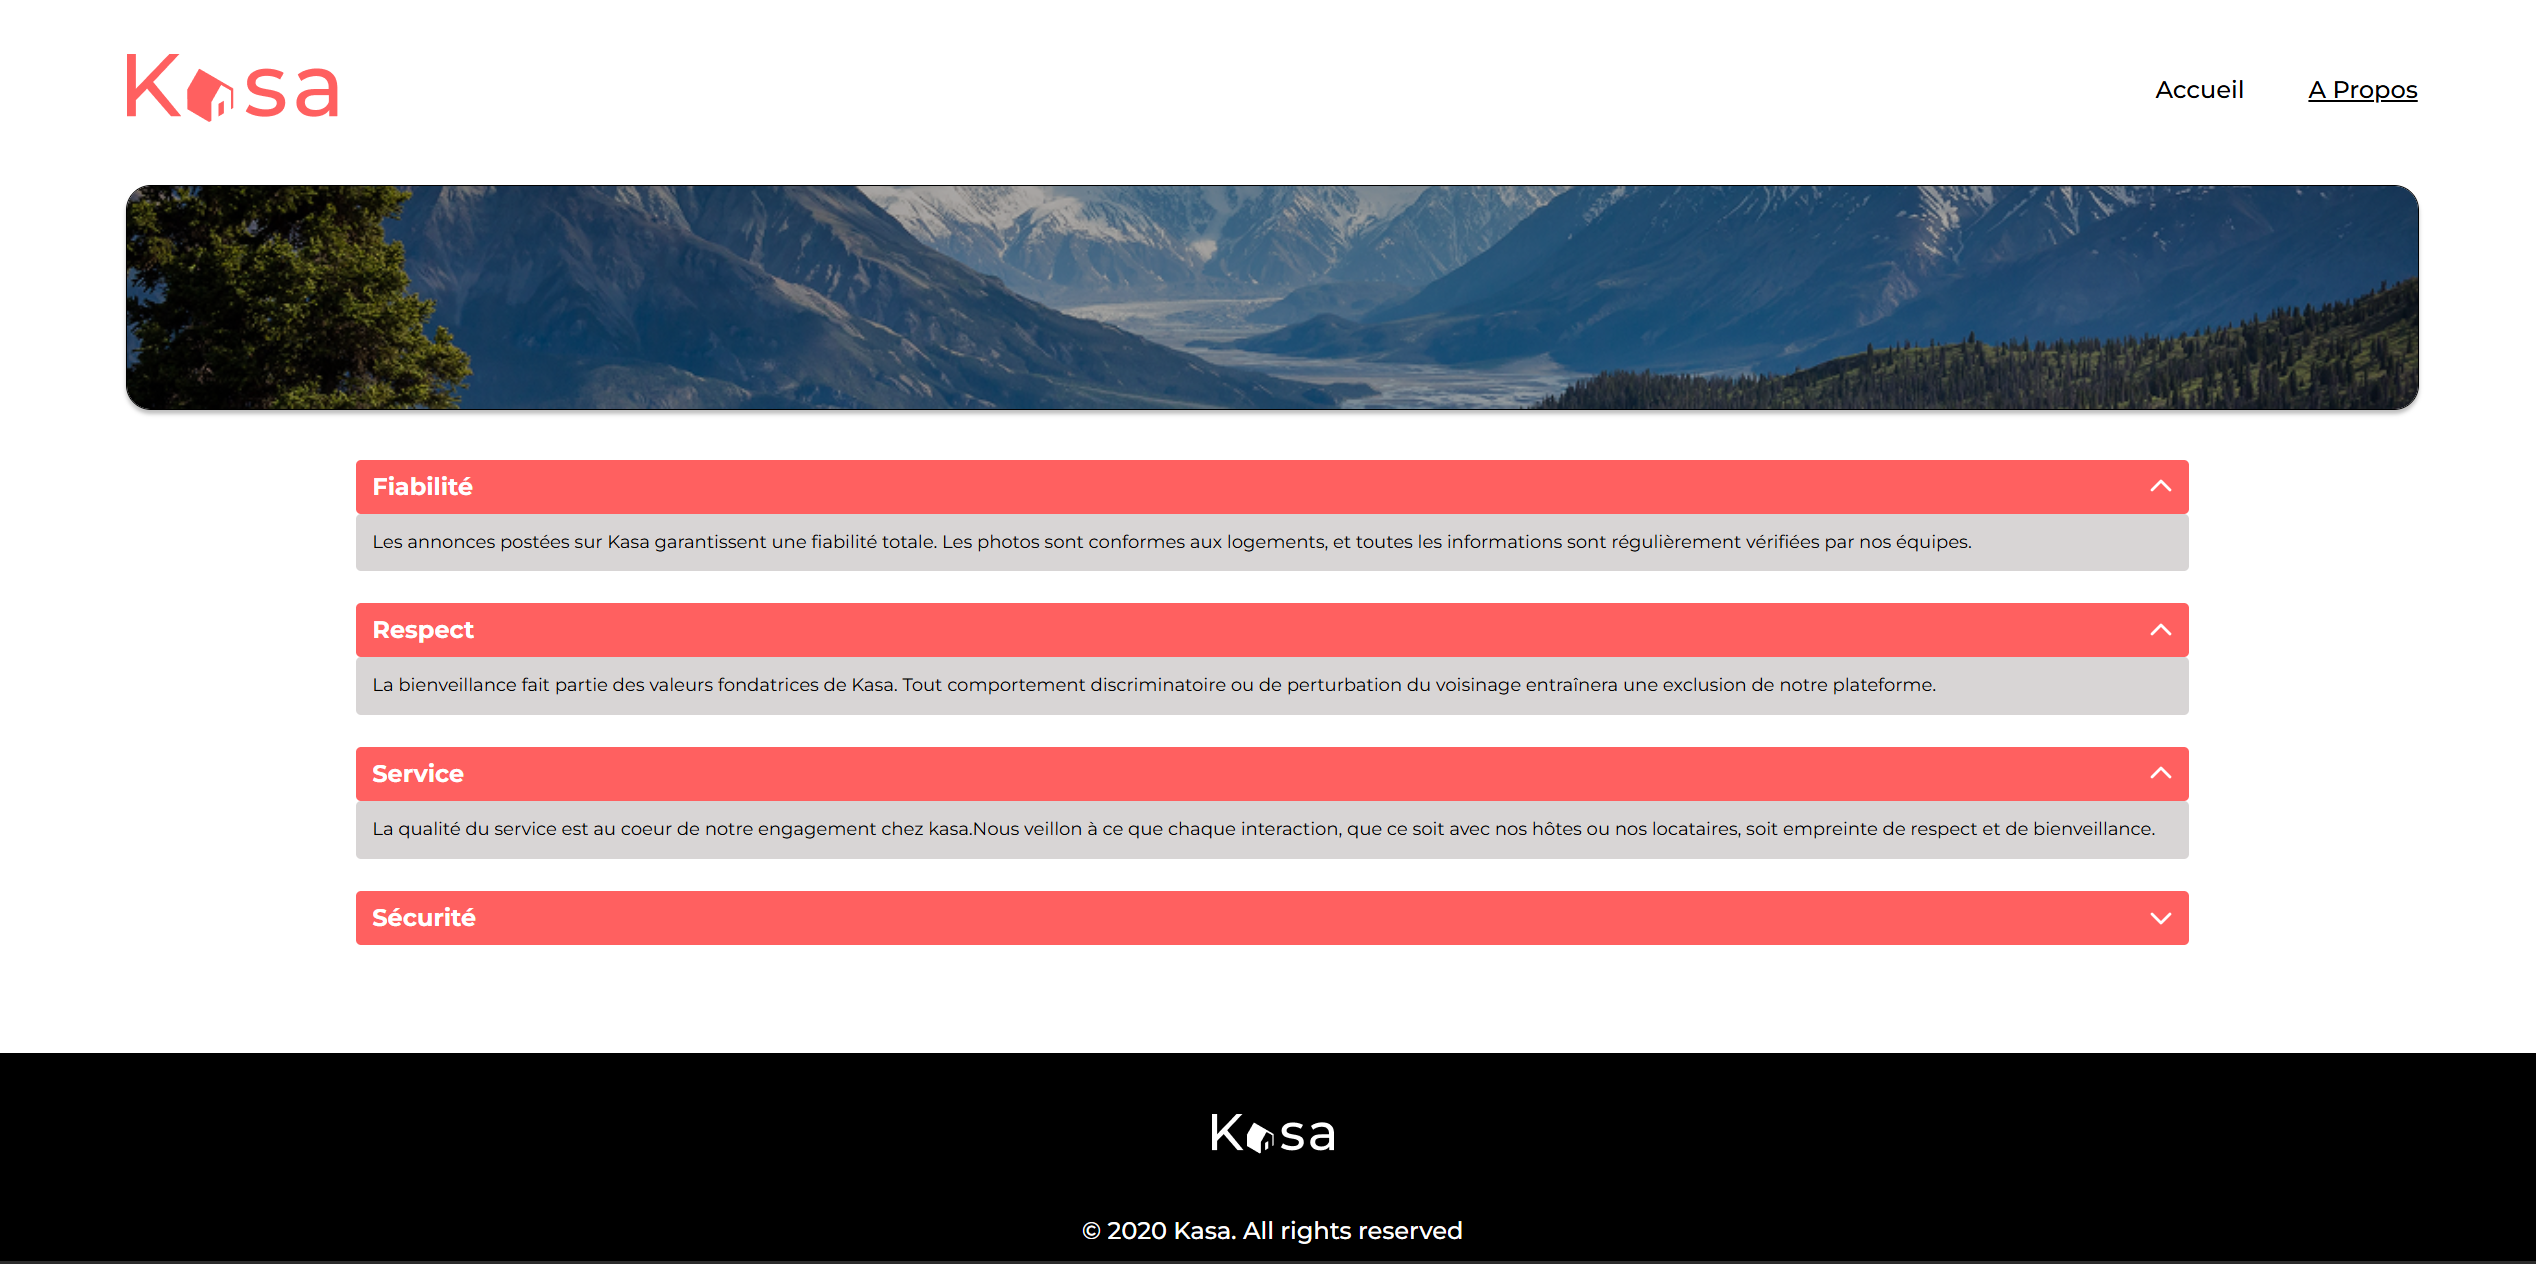 Kasa
Accueil
A Propos
Fiabilité
Les annonces postées sur Kasa garantissent une fiabilité totale. Les photos sont conformes aux logements, et toutes les informations sont régulièrement vérifiées par nos équipes.
Respect
La bienveillance fait partie des valeurs fondatrices de Kasa. Tout comportement discriminatoire ou de perturbation du voisinage entraînera une exclusion de notre plateforme.
Service
La qualité du service est au coeur de notre engagement chez kasa.Nous veillon à ce que chaque interaction, que ce soit avec nos hôtes ou nos locataires, soit empreinte de respect et de bienveillance.
Sécurité
Kasa
© 2020 Kasa. All rights reserved